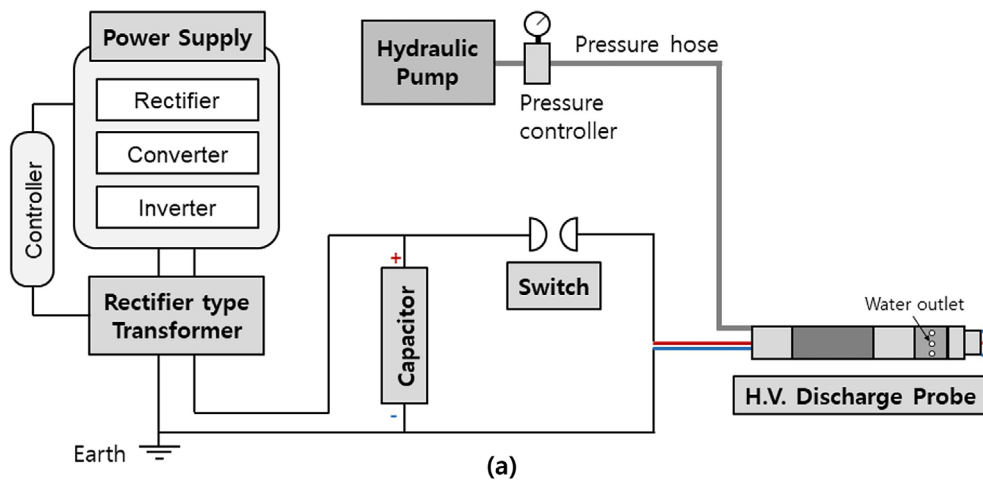 Power Supply
Rectifier
Converter
Inverter
Controller
Rectifier type
Transformer
Earth
Hydraulic
Pump
Pressure hose
Pressure
controller
+
Capacitor
-
Switch
Water outlet
H.V. Discharge Probe
(a)